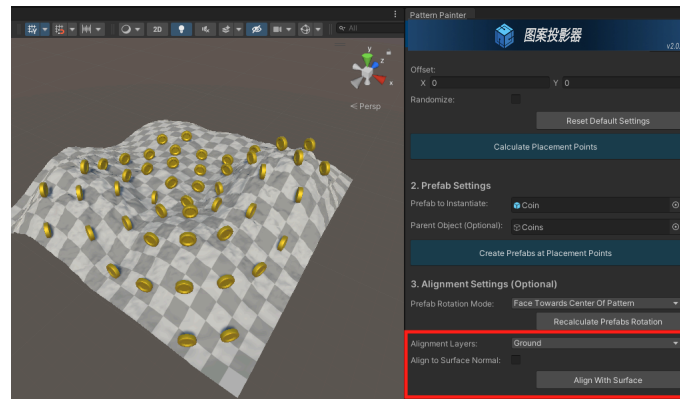 2D
All
y
z
x
Persp
Pattern Painter
图案投影器
v2.0
Offset:
X 0 Y 0
Randomize:
Reset Default Settings
Calculate Placement Points
2. Prefab Settings
Prefab to Instantiate: Coin
Parent Object (Optional): Coins
Create Prefabs at Placement Points
3. Alignment Settings (Optional)
Prefab Rotation Mode: Face Towards Center Of Pattern
Recalculate Prefabs Rotation
Alignment Layers: Ground
Align to Surface Normal:
Align With Surface